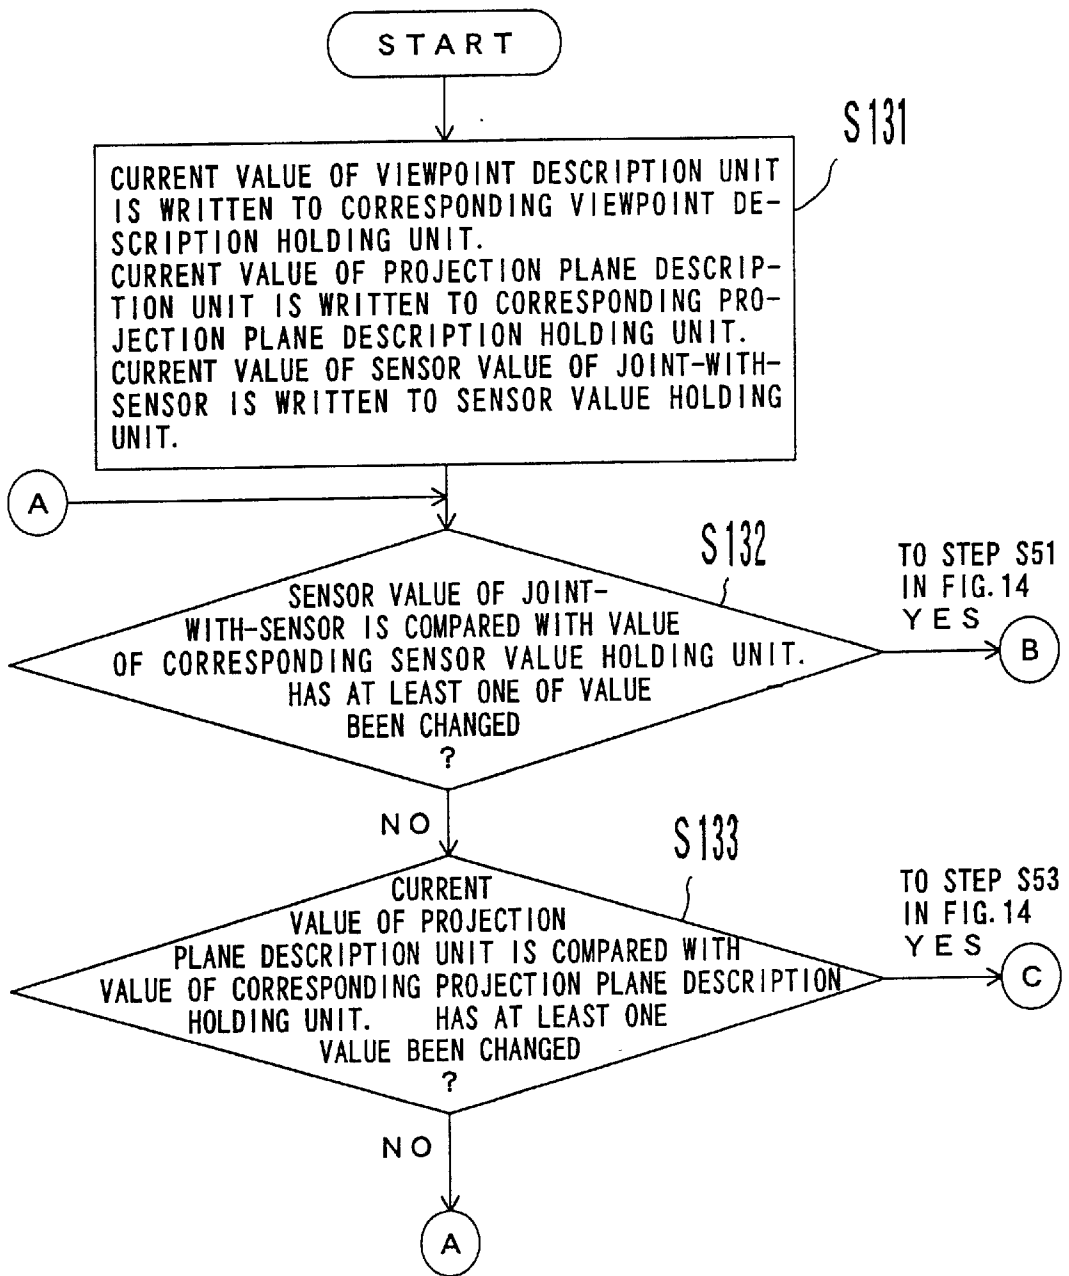 START
S131
CURRENT VALUE OF VIEWPOINT DESCRIPTION UNIT
IS WRITTEN TO CORRESPONDING VIEWPOINT DE-
SCRIPTION HOLDING UNIT.
CURRENT VALUE OF PROJECTION PLANE DESCRIP-
TION UNIT IS WRITTEN TO CORRESPONDING PRO-
JECTION PLANE DESCRIPTION HOLDING UNIT.
CURRENT VALUE OF SENSOR VALUE OF JOINT-WITH-
SENSOR IS WRITTEN TO SENSOR VALUE HOLDING
UNIT.
A
S132
SENSOR VALUE OF JOINT-
WITH-SENSOR IS COMPARED WITH VALUE
OF CORRESPONDING SENSOR VALUE HOLDING UNIT.
HAS AT LEAST ONE OF VALUE
BEEN CHANGED
?
TO STEP S51
IN FIG.14
YES
B
NO
S133
CURRENT
VALUE OF PROJECTION
PLANE DESCRIPTION UNIT IS COMPARED WITH
VALUE OF CORRESPONDING PROJECTION PLANE DESCRIPTION
HOLDING UNIT. HAS AT LEAST ONE
VALUE BEEN CHANGED
?
TO STEP S53
IN FIG.14
YES
C
NO
A